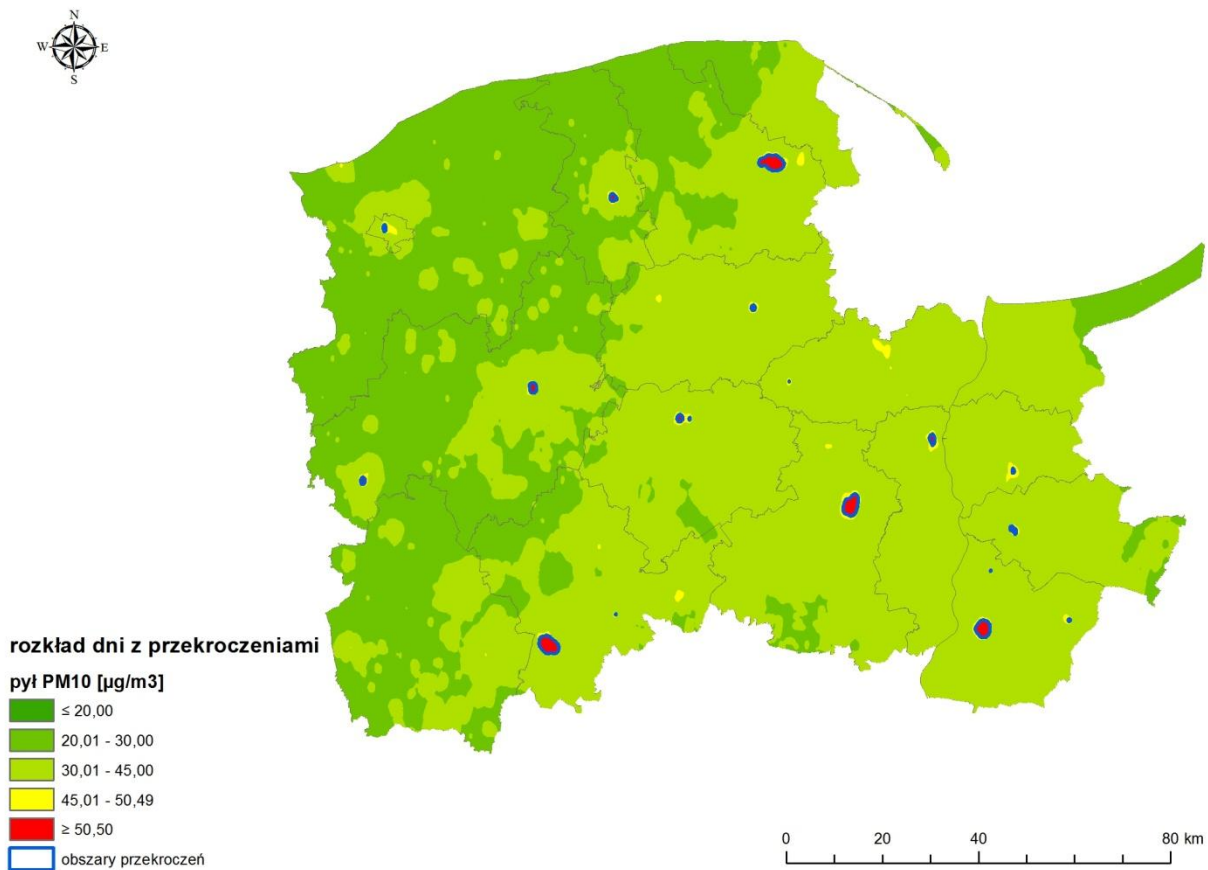 N
W E
S
rozkład dni z przekroczeniami
pył PM10 [µg/m3]
≤ 20,00
20,01 - 30,00
30,01 - 45,00
45,01 - 50,49
≥ 50,50
obszary przekroczeń
0 20 40 80 km